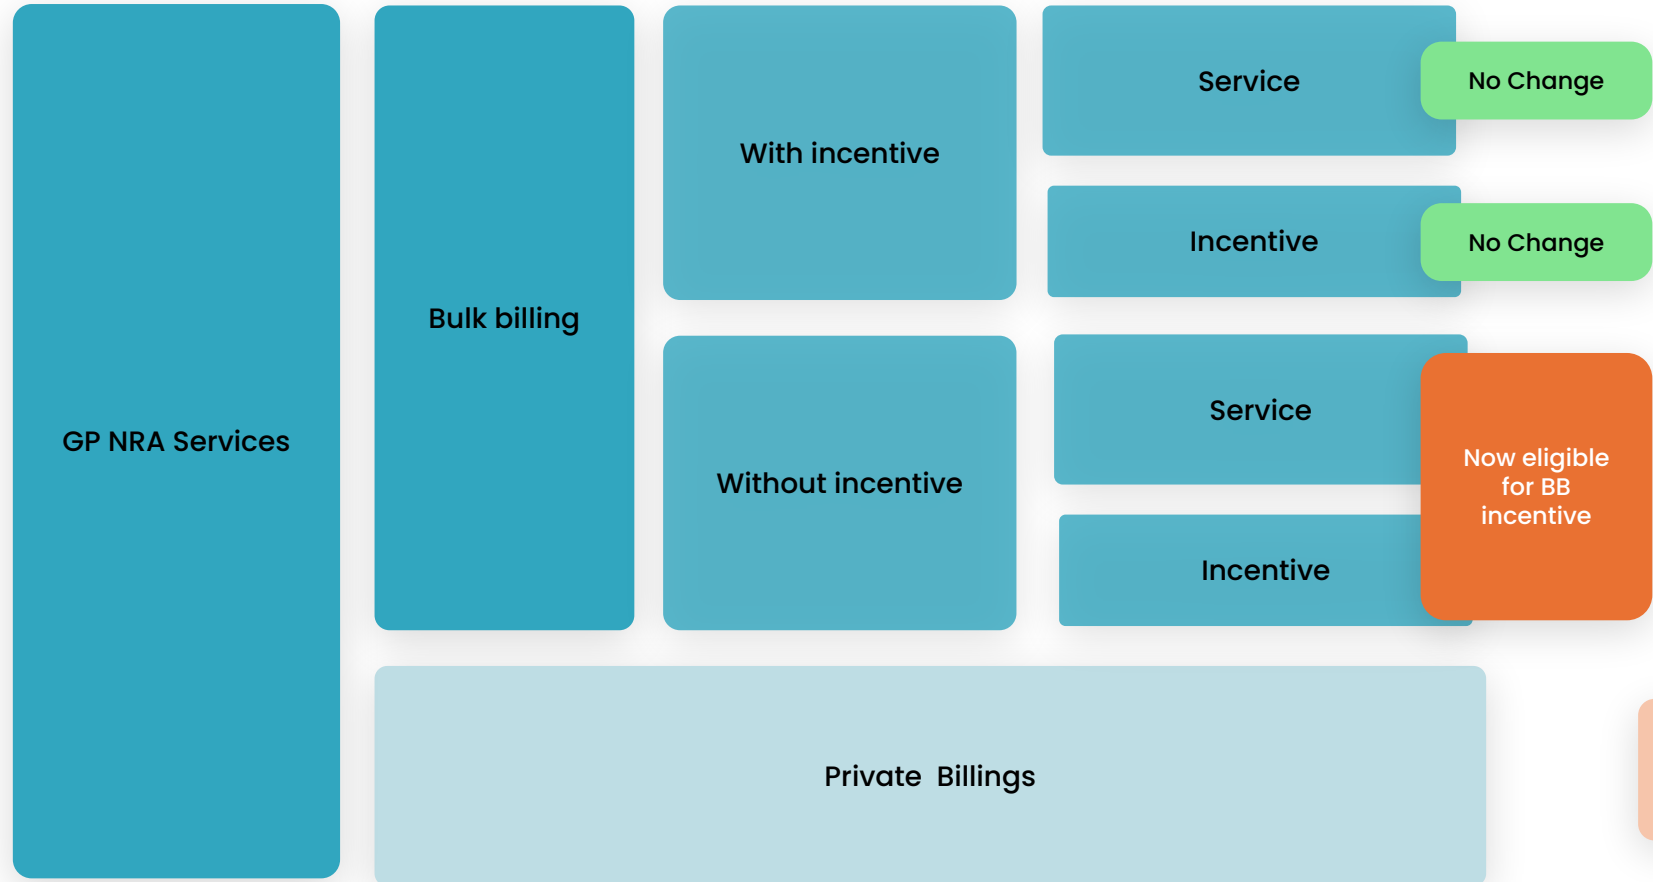 GP NRA Services
Bulk billing
With incentive
Service
No Change
Incentive
No Change
Without incentive
Service
Incentive
Now eligible
for BB
incentive
Private  Billings